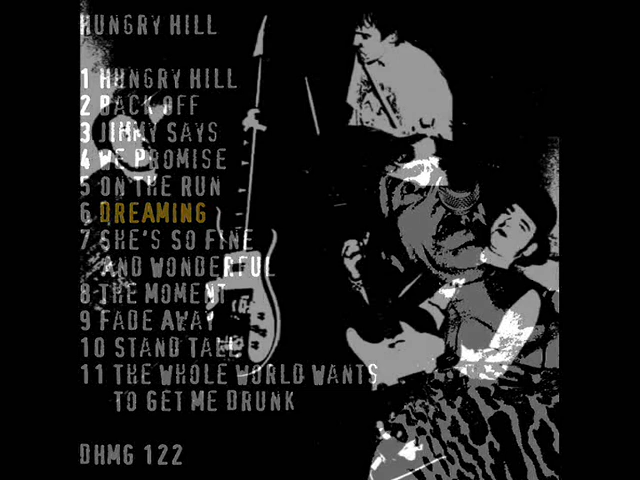 HUNGRY HILL
1 HUNGRY HILL
2 BACK OFF
3 JIMMY SAYS
4 WE PROMISE
5 ON THE RUN
6 DREAMING
7 SHE'S SO FINE
AND WONDERFUL
8 THE MOMENT
9 FADE AWAY
10 STAND TALL
11 THE WHOLE WORLD WANTS
TO GET ME DRUNK
DHMG 122